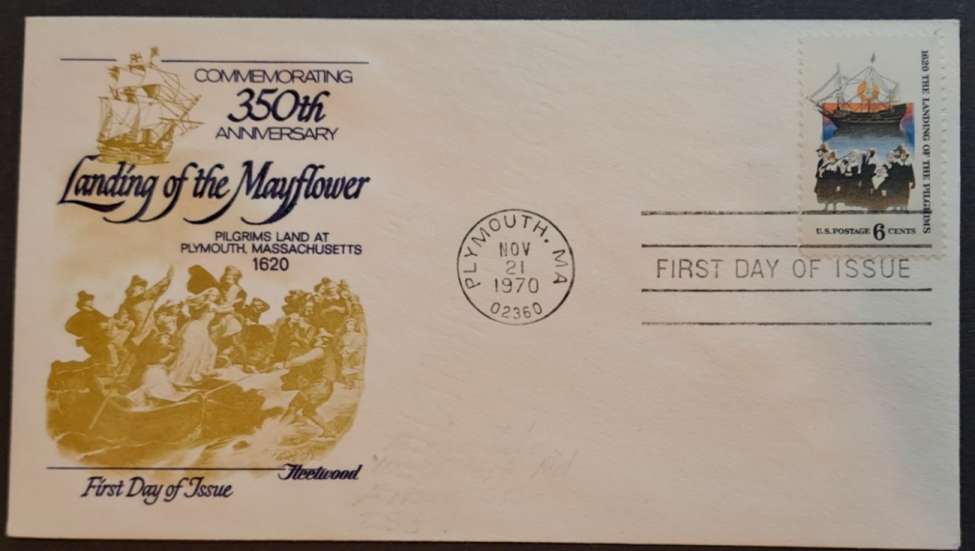 COMMEMORATING
350th
ANNIVERSARY
Landing of the Mayflower
PILGRIMS LAND AT
PLYMOUTH, MASSACHUSETTS
1620
Fleetwood
First Day of Issue
PLYMOUTH, MA
NOV
21
1970
02360
FIRST DAY OF ISSUE
1620 THE LANDING OF THE PILGRIMS
U.S. POSTAGE 6 CENTS